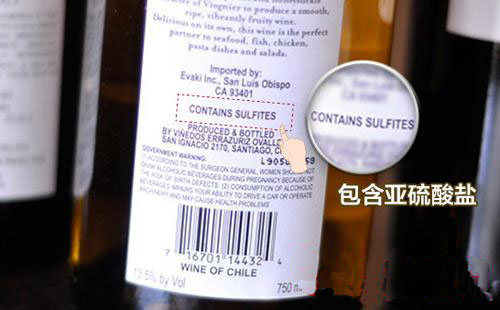 of Viognier to produce a smooth,
ripe, vibrantly fruity wine.
Delicious on its own, this wine is the perfect
partner to seafood, fish, chicken,
pasta dishes and salads.
Imported by:
Evaki Inc., San Luis Obispo
CA 93401
CONTAINS SULFITES
PRODUCED & BOTTLED
BY VINEDOS ERRAZURIZ OVALLE
SAN IGNACIO 2170, SANTIAGO,
GOVERNMENT WARNING:
(1) ACCORDING TO THE SURGEON GENERAL, WOMEN SHOULD NOT
DRINK ALCOHOLIC BEVERAGES DURING PREGNANCY BECAUSE OF
THE RISK OF BIRTH DEFECTS. (2) CONSUMPTION OF ALCOHOLIC
BEVERAGES IMPAIRS YOUR ABILITY TO DRIVE A CAR OR OPERATE
MACHINERY AND MAY CAUSE HEALTH PROBLEMS
7 16701 14432 4
WINE OF CHILE
13.5% by Vol
750 m
CA 93401
CONTAINS SULFITES
包含亚硫酸盐